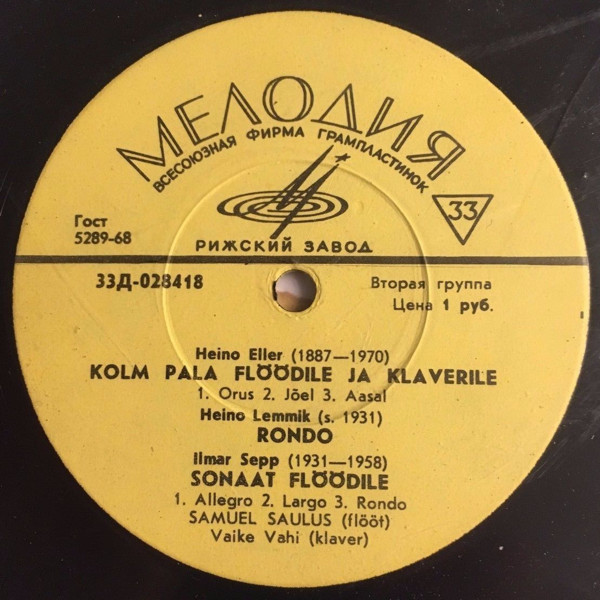 МЕЛОДИЯ
ВСЕСОЮЗНАЯ ФИРМА ГРАМПЛАСТИНОК
33
Гост
5289-68
РИЖСКИЙ ЗАВОД
33Д-028418
Вторая группа
Цена 1 руб.
Heino Eller (1887—1970)
KOLM PALA FLÖÖDILE JA KLAVERILE
1. Orus 2. Jõel 3. Aasal
Heino Lemmik (s. 1931)
RONDO
Ilmar Sepp (1931—1958)
SONAAT FLÖÖDILE
1. Allegro 2. Largo 3. Rondo
SAMUEL SAULUS (flööt)
Vaike Vahi (klaver)